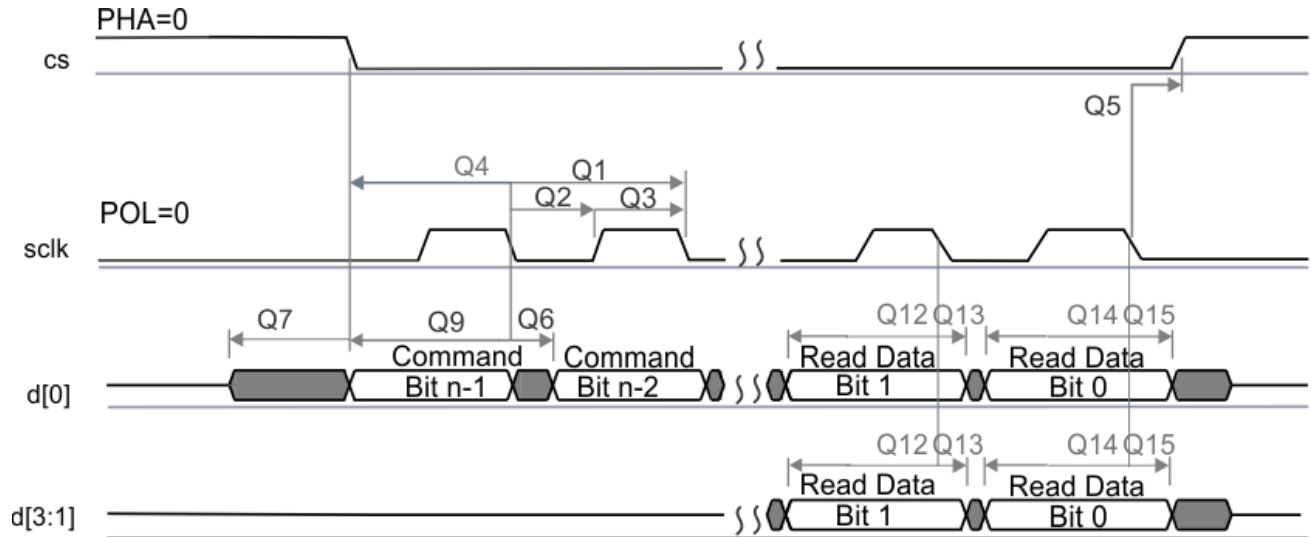 PHA=0
cs
Q5
Q4 Q1
Q2 Q3
POL=0
sclk
Q7 Q9 Q6 Q12 Q13 Q14 Q15
Command Command Read Data Read Data
d[0] Bit n-1 Bit n-2 Bit 1 Bit 0
Q12 Q13 Q14 Q15
Read Data Read Data
d[3:1] Bit 1 Bit 0